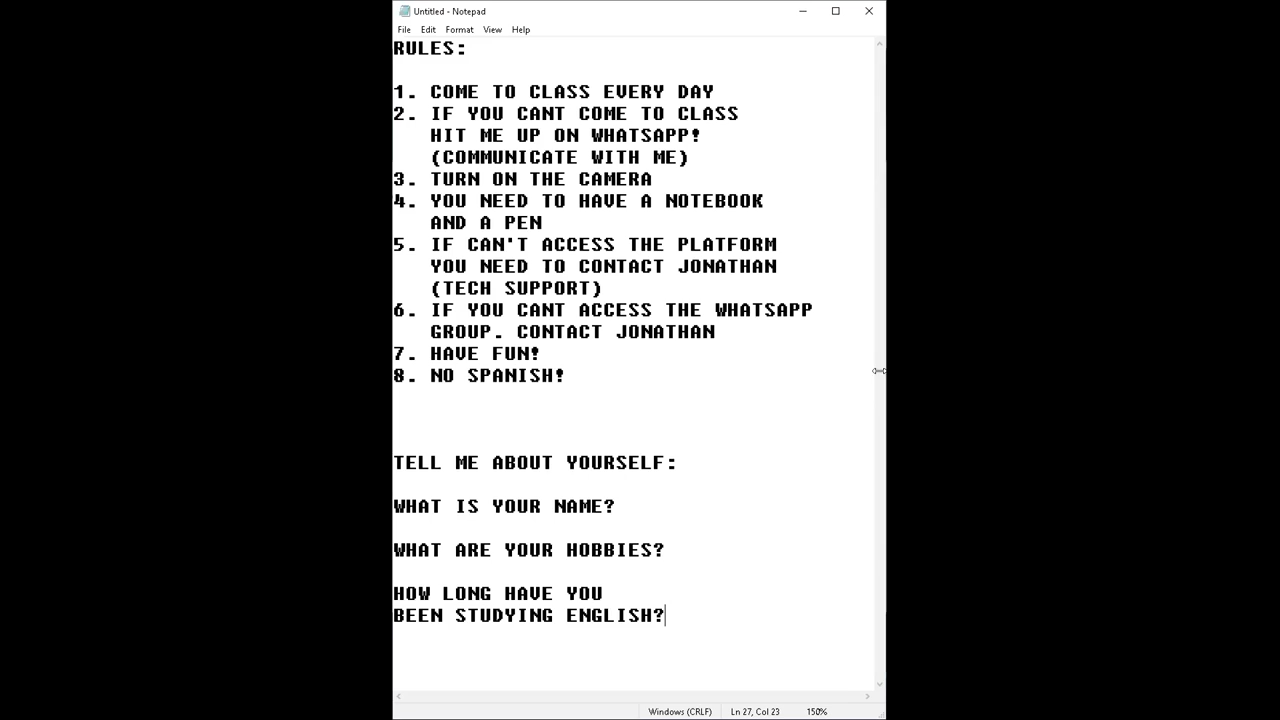 Untitled - Notepad
File Edit Format View Help
RULES:
1. COME TO CLASS EVERY DAY
2. IF YOU CANT COME TO CLASS
HIT ME UP ON WHATSAPP!
(COMMUNICATE WITH ME)
3. TURN ON THE CAMERA
4. YOU NEED TO HAVE A NOTEBOOK
AND A PEN
5. IF CAN'T ACCESS THE PLATFORM
YOU NEED TO CONTACT JONATHAN
(TECH SUPPORT)
6. IF YOU CANT ACCESS THE WHATSAPP
GROUP. CONTACT JONATHAN
7. HAVE FUN!
8. NO SPANISH!
TELL ME ABOUT YOURSELF:
WHAT IS YOUR NAME?
WHAT ARE YOUR HOBBIES?
HOW LONG HAVE YOU
BEEN STUDYING ENGLISH?
Windows (CRLF) Ln 27, Col 23 150%